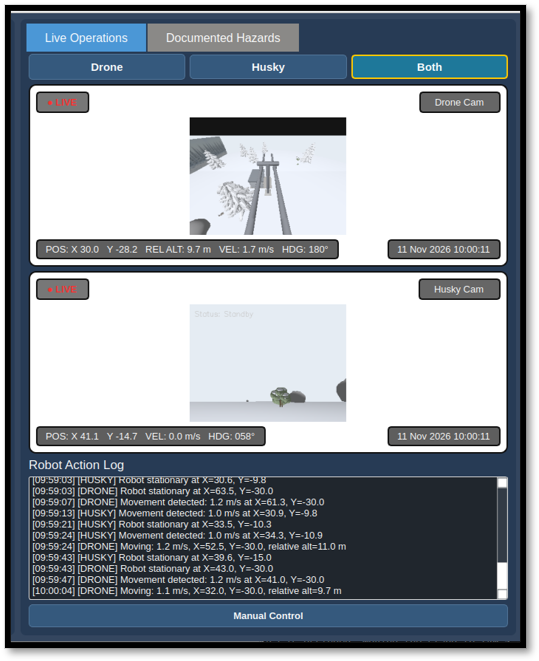 Live Operations Documented Hazards
Drone Husky Both
● LIVE Drone Cam
POS: X 30.0 Y -28.2 REL ALT: 9.7 m VEL: 1.7 m/s HDG: 180° 11 Nov 2026 10:00:11
● LIVE Husky Cam
Status: Standby
POS: X 41.1 Y -14.7 VEL: 0.0 m/s HDG: 058° 11 Nov 2026 10:00:11
Robot Action Log
[09:59:03] [HUSKY] Robot stationary at X=30.6, Y=-9.8
[09:59:03] [DRONE] Robot stationary at X=63.5, Y=-30.0
[09:59:07] [DRONE] Movement detected: 1.2 m/s at X=61.3, Y=-30.0
[09:59:13] [HUSKY] Movement detected: 1.0 m/s at X=30.9, Y=-9.8
[09:59:21] [HUSKY] Robot stationary at X=33.5, Y=-10.3
[09:59:24] [HUSKY] Movement detected: 1.0 m/s at X=34.3, Y=-10.9
[09:59:24] [DRONE] Moving: 1.2 m/s, X=52.5, Y=-30.0, relative alt=11.0 m
[09:59:43] [HUSKY] Robot stationary at X=39.6, Y=-15.0
[09:59:43] [DRONE] Robot stationary at X=43.0, Y=-30.0
[09:59:47] [DRONE] Movement detected: 1.2 m/s at X=41.0, Y=-30.0
[10:00:04] [DRONE] Moving: 1.1 m/s, X=32.0, Y=-30.0, relative alt=9.7 m
Manual Control